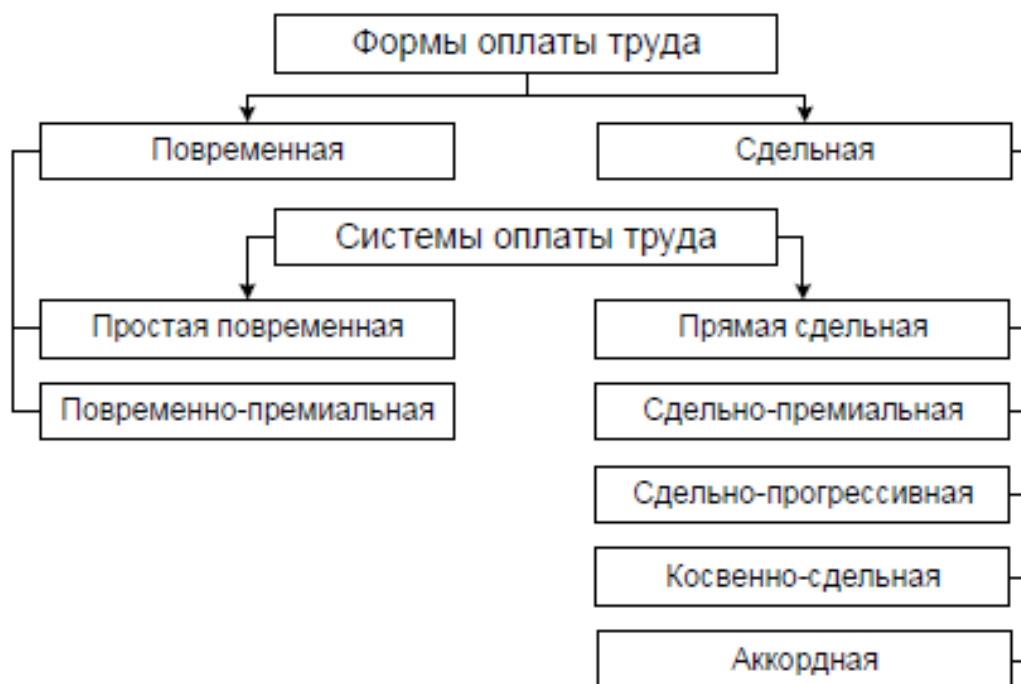 Формы оплаты труда
Повременная
Сдельная
Системы оплаты труда
Простая повременная
Прямая сдельная
Повременно-премиальная
Сдельно-премиальная
Сдельно-прогрессивная
Косвенно-сдельная
Аккордная